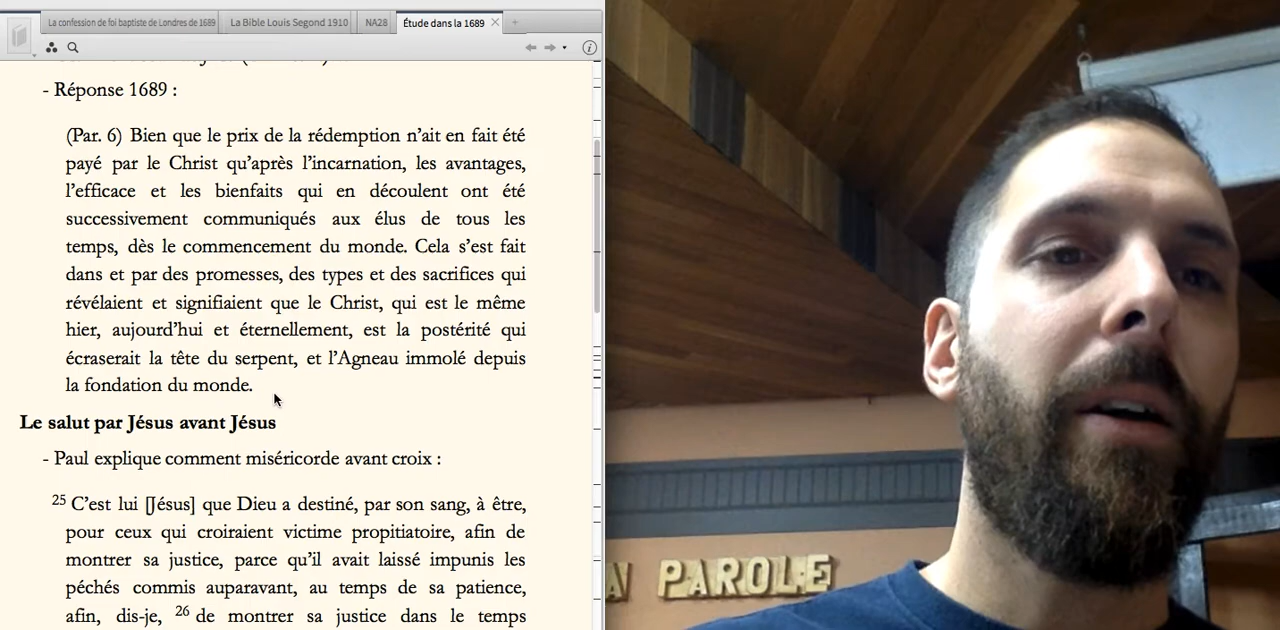 La confession de foi baptiste de Londres de 1689
La Bible Louis Segond 1910
NA28
Étude dans la 1689
- Réponse 1689 :
(Par. 6) Bien que le prix de la rédemption n’ait en fait été
payé par le Christ qu’après l’incarnation, les avantages,
l’efficace et les bienfaits qui en découlent ont été
successivement communiqués aux élus de tous les
temps, dès le commencement du monde. Cela s’est fait
dans et par des promesses, des types et des sacrifices qui
révélaient et signifiaient que le Christ, qui est le même
hier, aujourd’hui et éternellement, est la postérité qui
écraserait la tête du serpent, et l’Agneau immolé depuis
la fondation du monde.
Le salut par Jésus avant Jésus
- Paul explique comment miséricorde avant croix :
25 C’est lui [Jésus] que Dieu a destiné, par son sang, à être,
pour ceux qui croiraient victime propitiatoire, afin de
montrer sa justice, parce qu’il avait laissé impunis les
péchés commis auparavant, au temps de sa patience,
afin, dis-je, 26 de montrer sa justice dans le temps
PAROLE